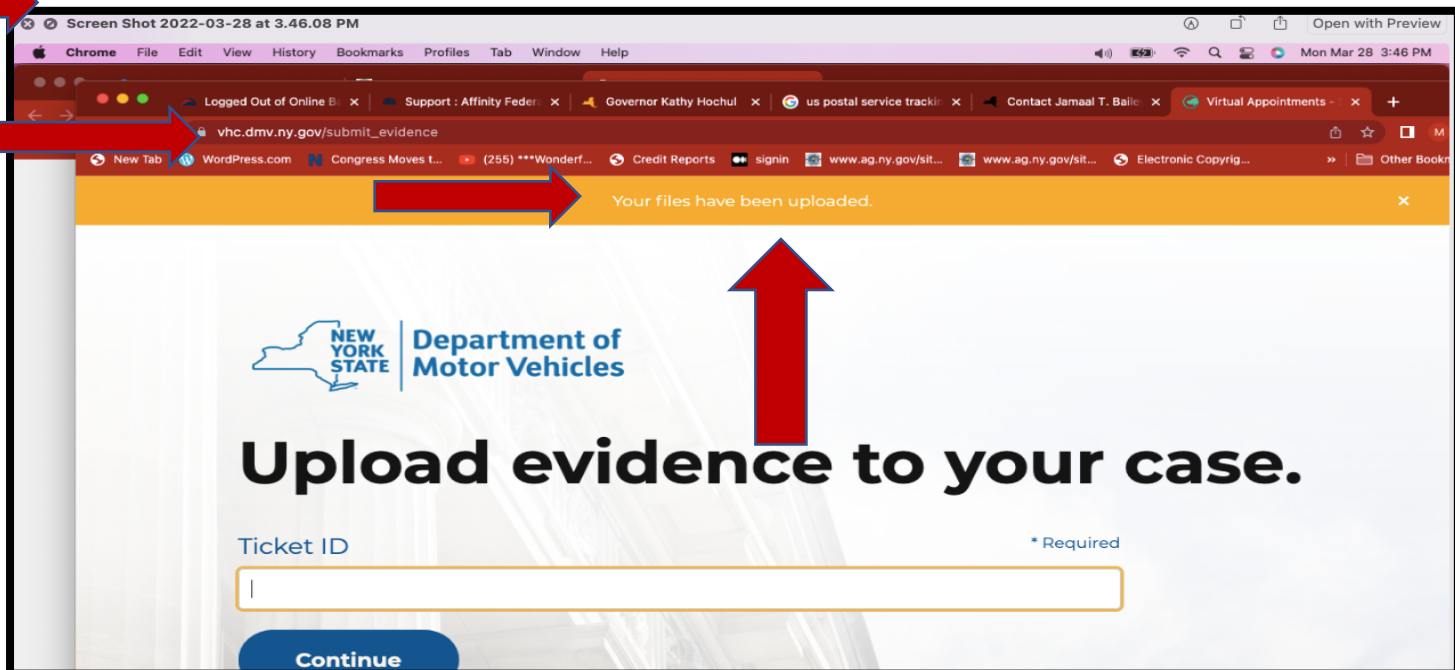 Screen Shot 2022-03-28 at 3.46.08 PM Open with Preview
Chrome File Edit View History Bookmarks Profiles Tab Window Help Mon Mar 28 3:46 PM
Logged Out of Online Ba Support : Affinity Feder Governor Kathy Hochul us postal service trackin Contact Jamaal T. Baile Virtual Appointments -
vhc.dmv.ny.gov/submit_evidence
New Tab WordPress.com Congress Moves t... (255) ***Wonderf... Credit Reports signin www.ag.ny.gov/sit... www.ag.ny.gov/sit... Electronic Copyrig... » Other Bookn
Your files have been uploaded.
NEW
YORK
STATE
Department of
Motor Vehicles
Upload evidence to your case.
Ticket ID * Required
Continue